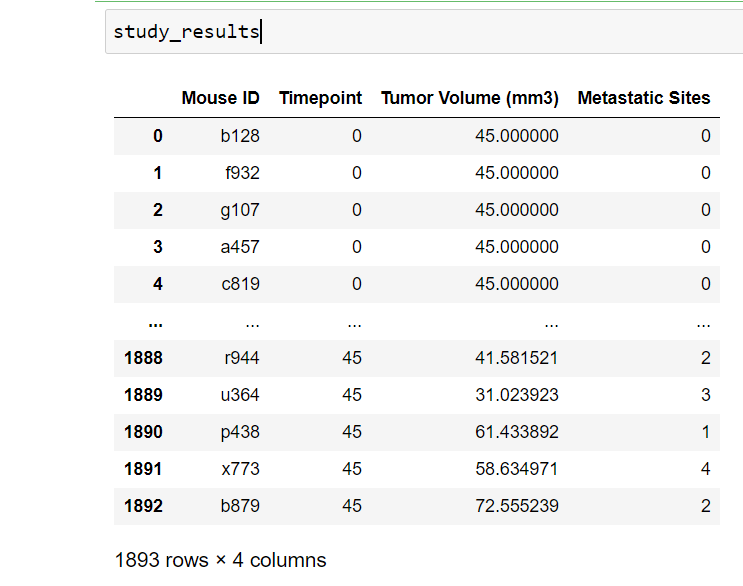 study_results
Mouse ID Timepoint Tumor Volume (mm3) Metastatic Sites
0 b128 0 45.000000 0
1 f932 0 45.000000 0
2 g107 0 45.000000 0
3 a457 0 45.000000 0
4 c819 0 45.000000 0
... ... ... ... ...
1888 r944 45 41.581521 2
1889 u364 45 31.023923 3
1890 p438 45 61.433892 1
1891 x773 45 58.634971 4
1892 b879 45 72.555239 2
1893 rows × 4 columns